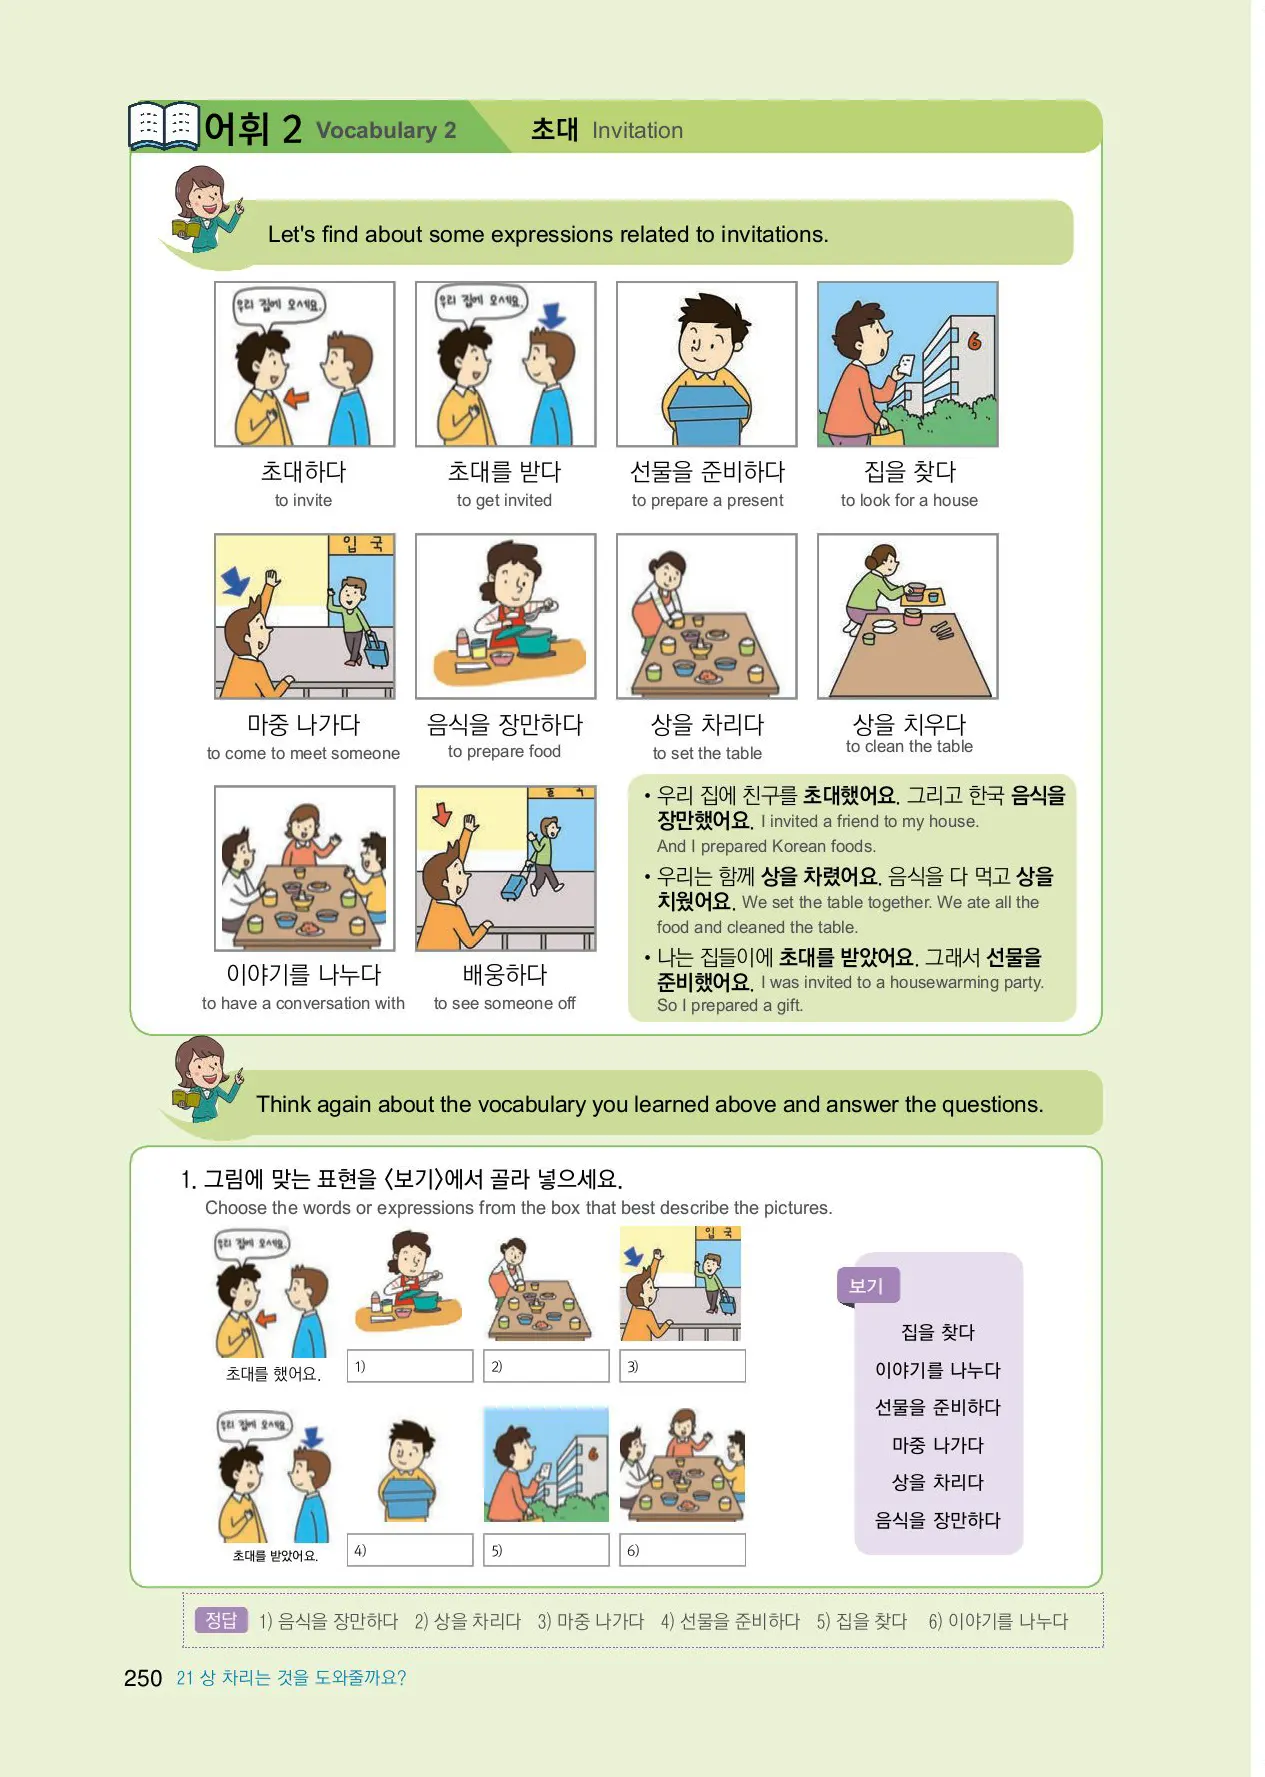 어휘 2 Vocabulary 2 초대 Invitation
Let's find about some expressions related to invitations.
우리 집에 오세요. 우리 집에 오세요. 6
초대하다 초대를 받다 선물을 준비하다 집을 찾다
to invite to get invited to prepare a present to look for a house
입 국
마중 나가다 음식을 장만하다 상을 차리다 상을 치우다
to come to meet someone to prepare food to set the table to clean the table
출 국
이야기를 나누다 배웅하다
to have a conversation with to see someone off
• 우리 집에 친구를 초대했어요. 그리고 한국 음식을
장만했어요. I invited a friend to my house.
And I prepared Korean foods.
• 우리는 함께 상을 차렸어요. 음식을 다 먹고 상을
치웠어요. We set the table together. We ate all the
food and cleaned the table.
• 나는 집들이에 초대를 받았어요. 그래서 선물을
준비했어요. I was invited to a housewarming party.
So I prepared a gift.
Think again about the vocabulary you learned above and answer the questions.
1. 그림에 맞는 표현을 <보기>에서 골라 넣으세요.
Choose the words or expressions from the box that best describe the pictures.
우리 집에 오세요. 입 국
초대를 했어요. 1) 2) 3)
우리 집에 오세요. 6
초대를 받았어요. 4) 5) 6)
보기
집을 찾다
이야기를 나누다
선물을 준비하다
마중 나가다
상을 차리다
음식을 장만하다
정답 1) 음식을 장만하다 2) 상을 차리다 3) 마중 나가다 4) 선물을 준비하다 5) 집을 찾다 6) 이야기를 나누다
250 21 상 차리는 것을 도와줄까요?